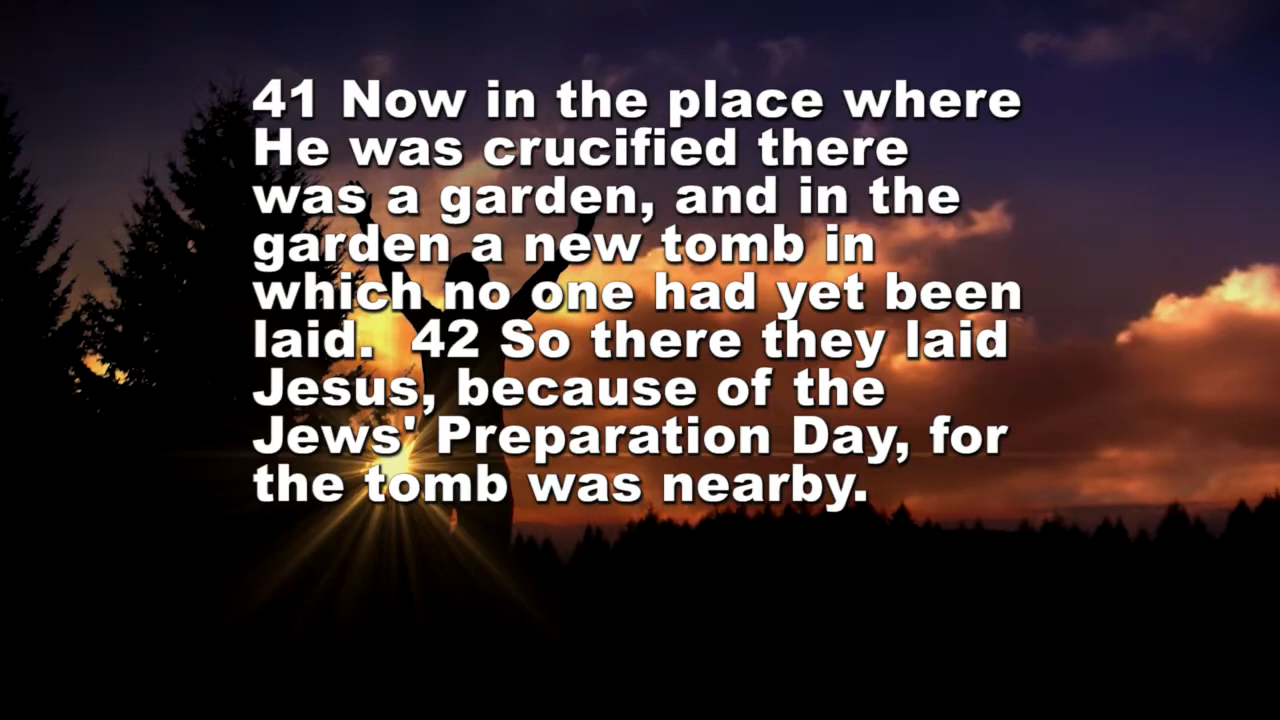 41 Now in the place where
He was crucified there
was a garden, and in the
garden a new tomb in
which no one had yet been
laid.  42 So there they laid
Jesus, because of the
Jews' Preparation Day, for
the tomb was nearby.